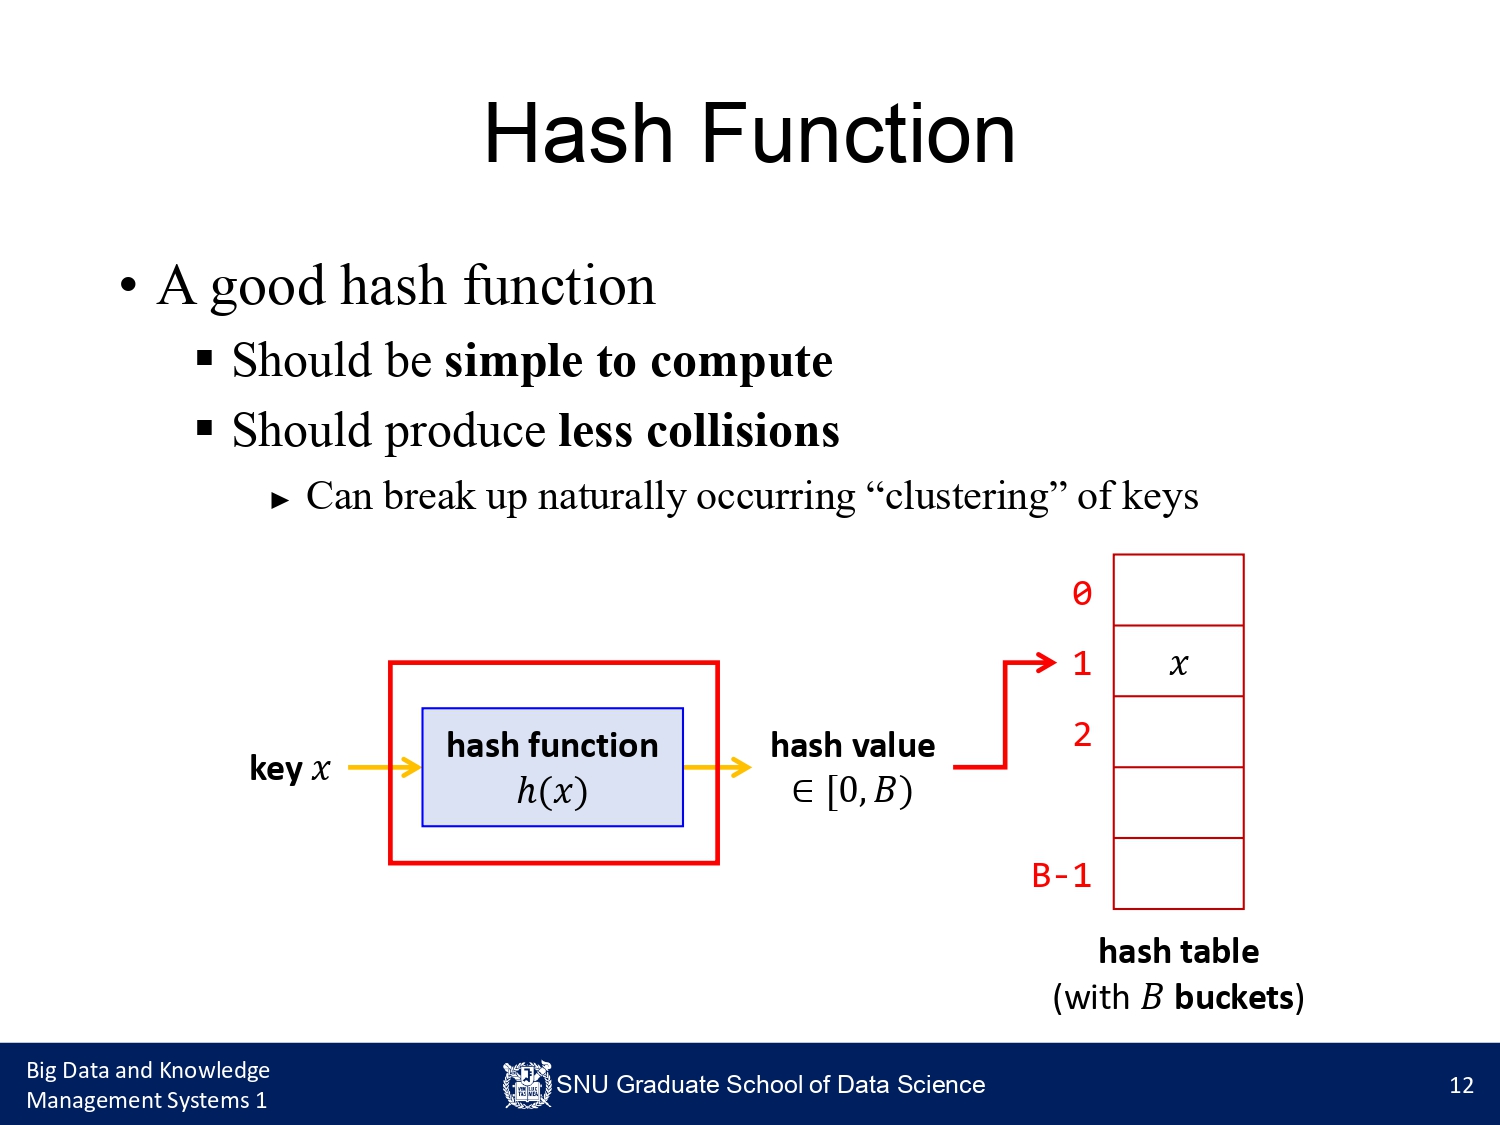 Hash Function
• A good hash function
▪ Should be simple to compute
▪ Should produce less collisions
► Can break up naturally occurring “clustering” of keys
key x
hash function
h(x)
hash value
∈ [0, B)
0
1
x
2
B-1
hash table
(with B buckets)
Big Data and Knowledge
Management Systems 1
SNU Graduate School of Data Science
12